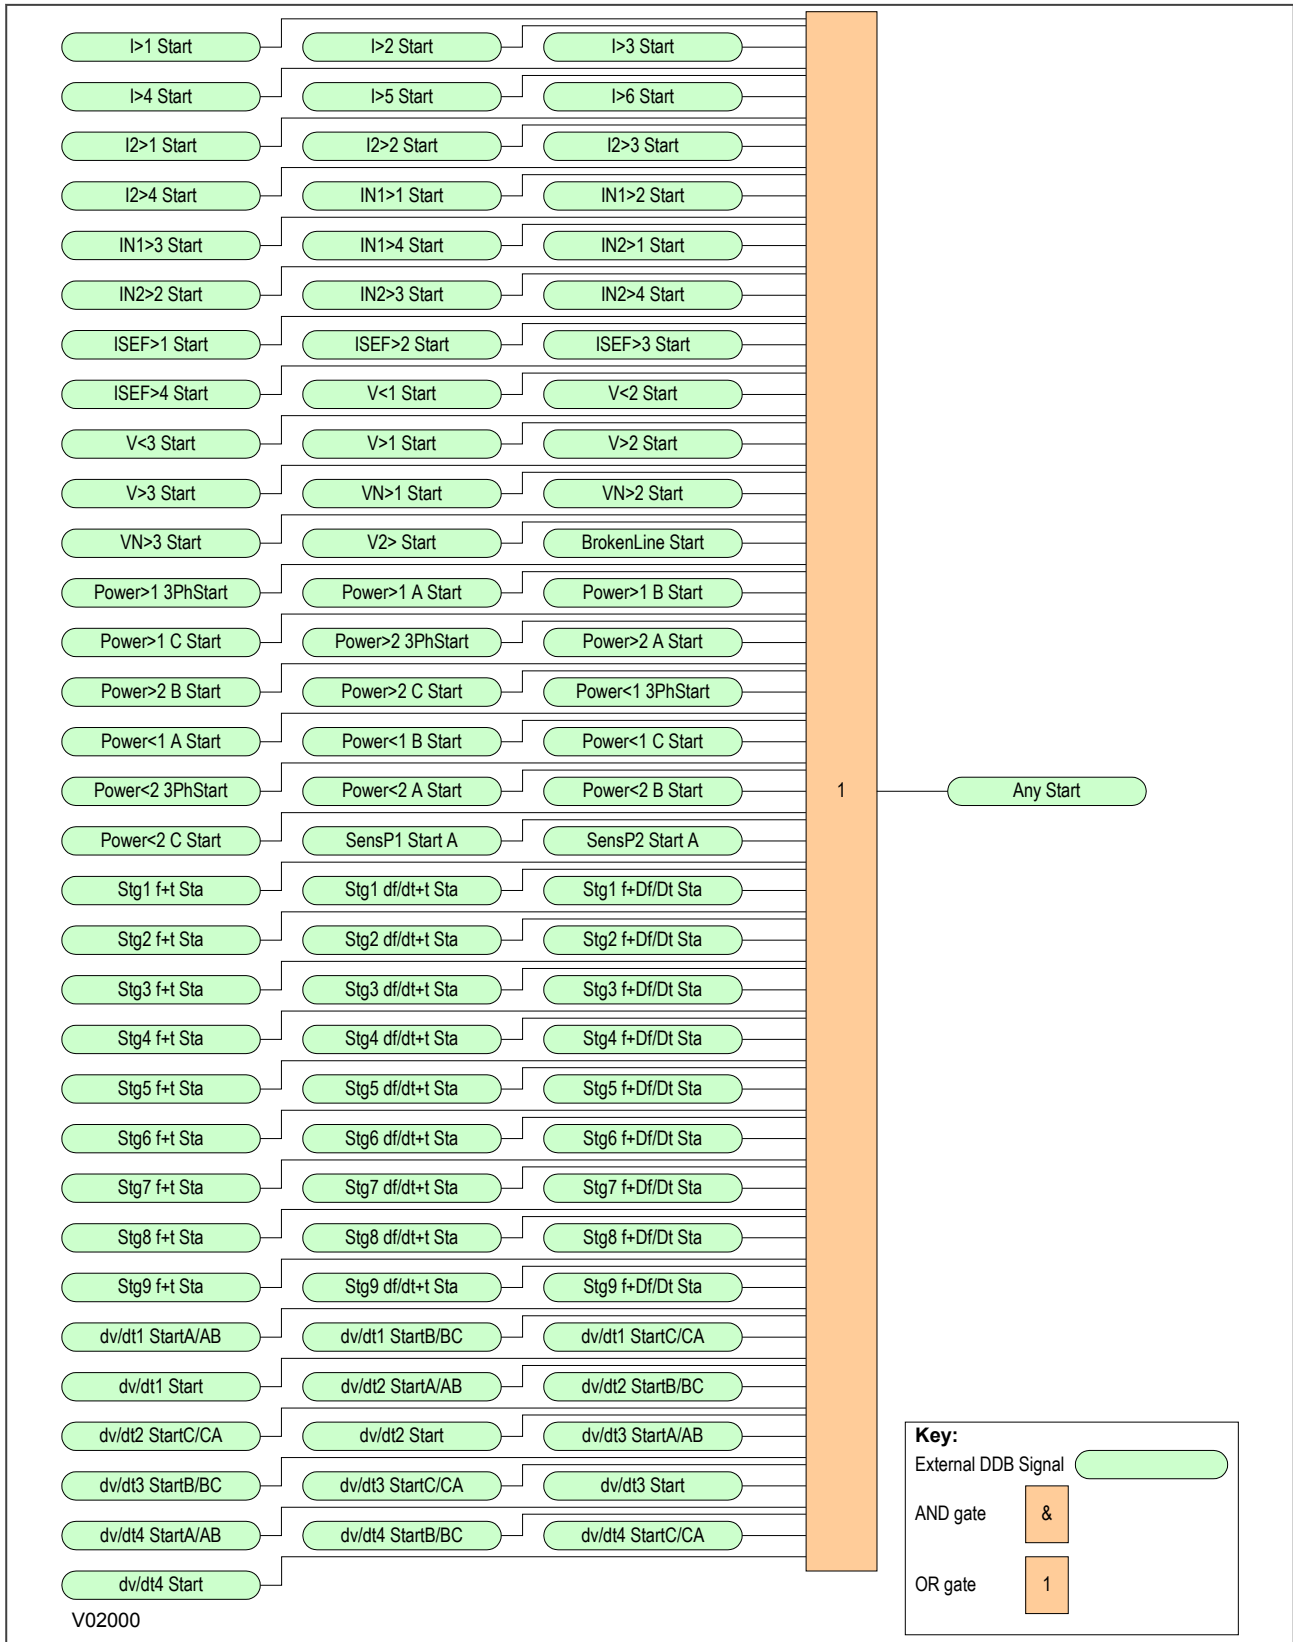 I>1 Start I>2 Start I>3 Start
I>4 Start I>5 Start I>6 Start
I2>1 Start I2>2 Start I2>3 Start
I2>4 Start IN1>1 Start IN1>2 Start
IN1>3 Start IN1>4 Start IN2>1 Start
IN2>2 Start IN2>3 Start IN2>4 Start
ISEF>1 Start ISEF>2 Start ISEF>3 Start
ISEF>4 Start V<1 Start V<2 Start
V<3 Start V>1 Start V>2 Start
V>3 Start VN>1 Start VN>2 Start
VN>3 Start V2> Start BrokenLine Start
Power>1 3PhStart Power>1 A Start Power>1 B Start
Power>1 C Start Power>2 3PhStart Power>2 A Start
Power>2 B Start Power>2 C Start Power<1 3PhStart
Power<1 A Start Power<1 B Start Power<1 C Start
Power<2 3PhStart Power<2 A Start Power<2 B Start 1 Any Start
Power<2 C Start SensP1 Start A SensP2 Start A
Stg1 f+t Sta Stg1 df/dt+t Sta Stg1 f+Df/Dt Sta
Stg2 f+t Sta Stg2 df/dt+t Sta Stg2 f+Df/Dt Sta
Stg3 f+t Sta Stg3 df/dt+t Sta Stg3 f+Df/Dt Sta
Stg4 f+t Sta Stg4 df/dt+t Sta Stg4 f+Df/Dt Sta
Stg5 f+t Sta Stg5 df/dt+t Sta Stg5 f+Df/Dt Sta
Stg6 f+t Sta Stg6 df/dt+t Sta Stg6 f+Df/Dt Sta
Stg7 f+t Sta Stg7 df/dt+t Sta Stg7 f+Df/Dt Sta
Stg8 f+t Sta Stg8 df/dt+t Sta Stg8 f+Df/Dt Sta
Stg9 f+t Sta Stg9 df/dt+t Sta Stg9 f+Df/Dt Sta
dv/dt1 StartA/AB dv/dt1 StartB/BC dv/dt1 StartC/CA
dv/dt1 Start dv/dt2 StartA/AB dv/dt2 StartB/BC
dv/dt2 StartC/CA dv/dt2 Start dv/dt3 StartA/AB
dv/dt3 StartB/BC dv/dt3 StartC/CA dv/dt3 Start
dv/dt4 StartA/AB dv/dt4 StartB/BC dv/dt4 StartC/CA
dv/dt4 Start
V02000
Key:
External DDB Signal
AND gate &
OR gate 1